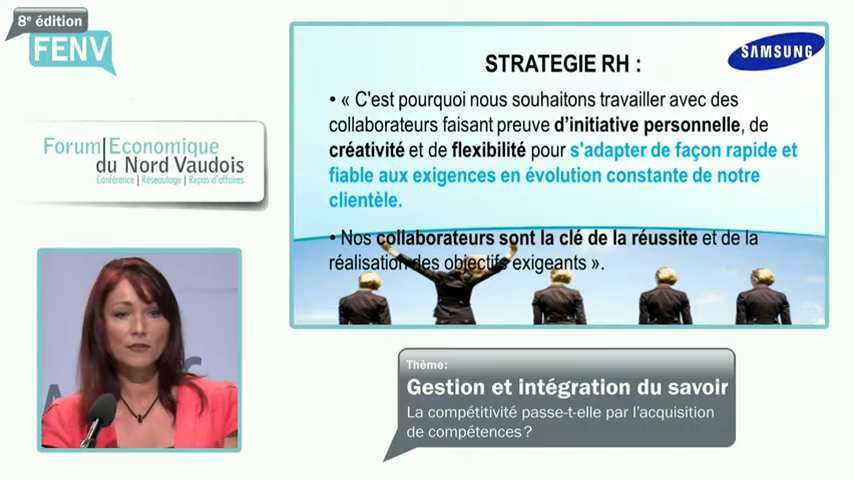 8e édition
FENV
Forum|Economique
du Nord Vaudois
Conférence | Réseautage | Repas d'affaires
STRATEGIE RH :
SAMSUNG
• « C'est pourquoi nous souhaitons travailler avec des
collaborateurs faisant preuve d'initiative personnelle, de
créativité et de flexibilité pour s'adapter de façon rapide et
fiable aux exigences en évolution constante de notre
clientèle.
• Nos collaborateurs sont la clé de la réussite et de la
réalisation des objectifs exigeants ».
Thème:
Gestion et intégration du savoir
La compétitivité passe-t-elle par l'acquisition
de compétences ?